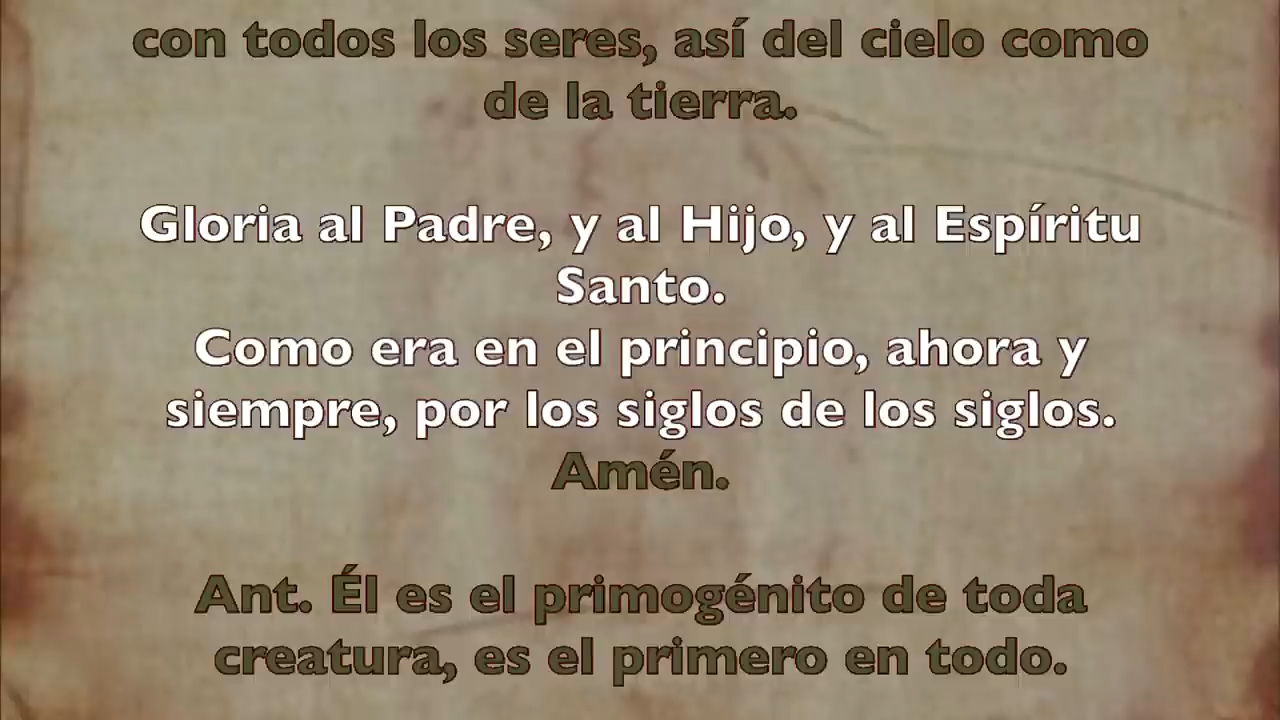 con todos los seres, así del cielo como
de la tierra.
Gloria al Padre, y al Hijo, y al Espíritu
Santo.
Como era en el principio, ahora y
siempre, por los siglos de los siglos.
Amén.
Ant. Él es el primogénito de toda
creatura, es el primero en todo.